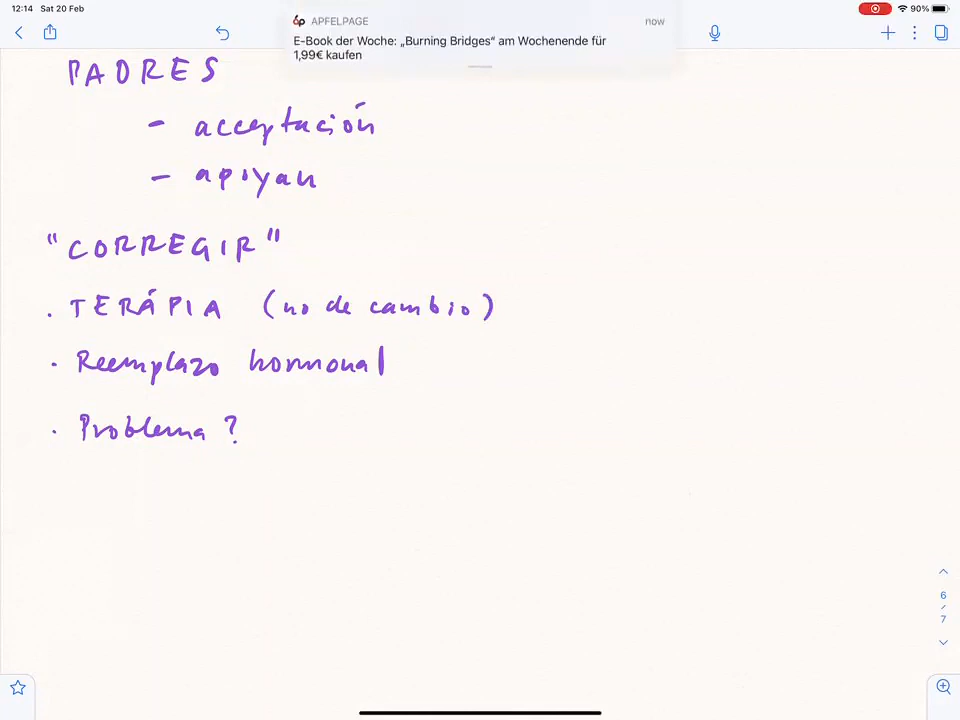 12:14 Sat 20 Feb
90%
APFELPAGE
now
E-Book der Woche: „Burning Bridges“ am Wochenende für
1,99€ kaufen
PADRES
- acceptación
- apoyan
"CORREGIR"
. TERÁPIA (no de cambio)
. Reemplazo hormonal
. Problema ?
6
/
7